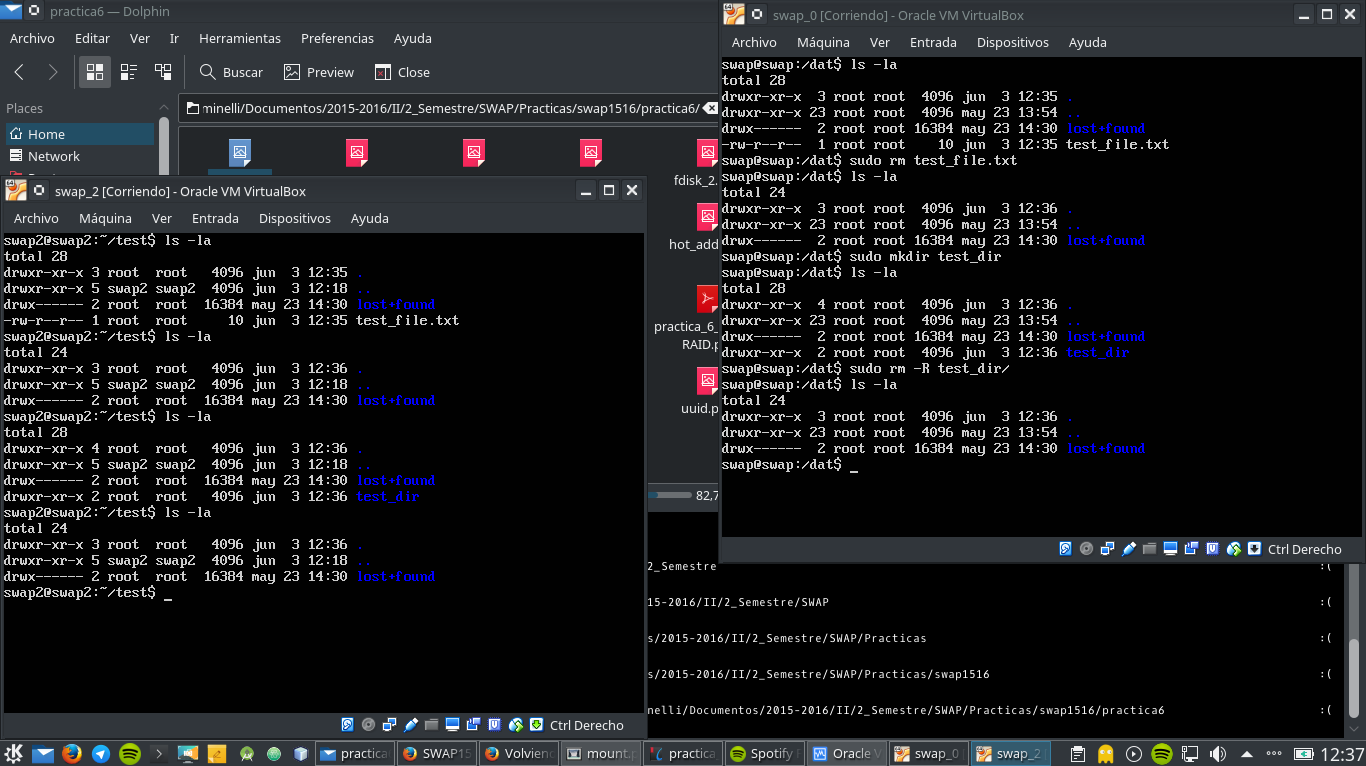 practica6 — Dolphin
Archivo Editar Ver Ir Herramientas Preferencias Ayuda
Buscar Preview Close
Places
minelli/Documentos/2015-2016/II/2_Semestre/SWAP/Practicas/swap1516/practica6/
Home
Network
fdisk_2.
hot_add
practica_6_
RAID.p
uuid.p
82,7
swap_2 [Corriendo] - Oracle VM VirtualBox
Archivo Máquina Ver Entrada Dispositivos Ayuda
swap2@swap2:~/test$ ls -la
total 28
drwxr-xr-x 3 root  root   4096 jun  3 12:35 .
drwxr-xr-x 5 swap2 swap2  4096 jun  3 12:18 ..
drwx------ 2 root  root  16384 may 23 14:30 lost+found
-rw-r--r-- 1 root  root     10 jun  3 12:35 test_file.txt
swap2@swap2:~/test$ ls -la
total 24
drwxr-xr-x 3 root  root   4096 jun  3 12:36 .
drwxr-xr-x 5 swap2 swap2  4096 jun  3 12:18 ..
drwx------ 2 root  root  16384 may 23 14:30 lost+found
swap2@swap2:~/test$ ls -la
total 28
drwxr-xr-x 4 root  root   4096 jun  3 12:36 .
drwxr-xr-x 5 swap2 swap2  4096 jun  3 12:18 ..
drwx------ 2 root  root  16384 may 23 14:30 lost+found
drwxr-xr-x 2 root  root   4096 jun  3 12:36 test_dir
swap2@swap2:~/test$ ls -la
total 24
drwxr-xr-x 3 root  root   4096 jun  3 12:36 .
drwxr-xr-x 5 swap2 swap2  4096 jun  3 12:18 ..
drwx------ 2 root  root  16384 may 23 14:30 lost+found
swap2@swap2:~/test$ _
Ctrl Derecho
swap_0 [Corriendo] - Oracle VM VirtualBox
Archivo Máquina Ver Entrada Dispositivos Ayuda
swap@swap:/dat$ ls -la
total 28
drwxr-xr-x  3 root root  4096 jun  3 12:35 .
drwxr-xr-x 23 root root  4096 may 23 13:54 ..
drwx------  2 root root 16384 may 23 14:30 lost+found
-rw-r--r--  1 root root    10 jun  3 12:35 test_file.txt
swap@swap:/dat$ sudo rm test_file.txt
swap@swap:/dat$ ls -la
total 24
drwxr-xr-x  3 root root  4096 jun  3 12:36 .
drwxr-xr-x 23 root root  4096 may 23 13:54 ..
drwx------  2 root root 16384 may 23 14:30 lost+found
swap@swap:/dat$ sudo mkdir test_dir
swap@swap:/dat$ ls -la
total 28
drwxr-xr-x  4 root root  4096 jun  3 12:36 .
drwxr-xr-x 23 root root  4096 may 23 13:54 ..
drwx------  2 root root 16384 may 23 14:30 lost+found
drwxr-xr-x  2 root root  4096 jun  3 12:36 test_dir
swap@swap:/dat$ sudo rm -R test_dir/
swap@swap:/dat$ ls -la
total 24
drwxr-xr-x  3 root root  4096 jun  3 12:36 .
drwxr-xr-x 23 root root  4096 may 23 13:54 ..
drwx------  2 root root 16384 may 23 14:30 lost+found
swap@swap:/dat$ _
Ctrl Derecho
2_Semestre :(
15-2016/II/2_Semestre/SWAP :(
s/2015-2016/II/2_Semestre/SWAP/Practicas :(
s/2015-2016/II/2_Semestre/SWAP/Practicas/swap1516 :(
nelli/Documentos/2015-2016/II/2_Semestre/SWAP/Practicas/swap1516/practica6 :(
practica SWAP15 Volvienc mount.p practica Spotify Oracle V swap_0 swap_2 12:37